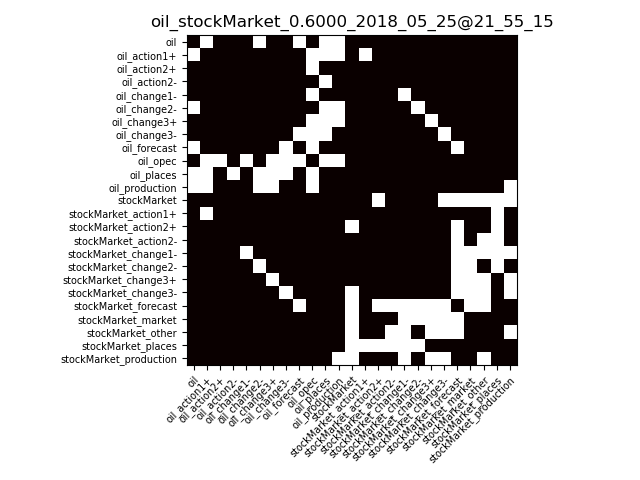 oil_stockMarket_0.6000_2018_05_25@21_55_15
oil
oil_action1+
oil_action2+
oil_action2-
oil_change1-
oil_change2-
oil_change3+
oil_change3-
oil_forecast
oil_opec
oil_places
oil_production
stockMarket
stockMarket_action1+
stockMarket_action2+
stockMarket_action2-
stockMarket_change1-
stockMarket_change2-
stockMarket_change3+
stockMarket_change3-
stockMarket_forecast
stockMarket_market
stockMarket_other
stockMarket_places
stockMarket_production
oil
oil_action1+
oil_action2+
oil_action2-
oil_change1-
oil_change2-
oil_change3+
oil_change3-
oil_forecast
oil_opec
oil_places
oil_production
stockMarket
stockMarket_action1+
stockMarket_action2+
stockMarket_action2-
stockMarket_change1-
stockMarket_change2-
stockMarket_change3+
stockMarket_change3-
stockMarket_forecast
stockMarket_market
stockMarket_other
stockMarket_places
stockMarket_production